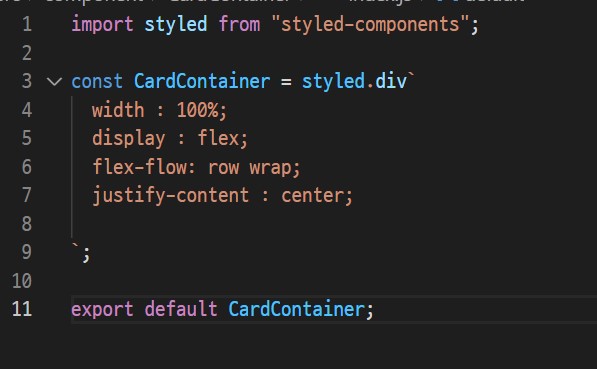 1 import styled from "styled-components";
2
3 const CardContainer = styled.div`
4 width : 100%;
5 display : flex;
6 flex-flow: row wrap;
7 justify-content : center;
8
9 `;
10
11 export default CardContainer;